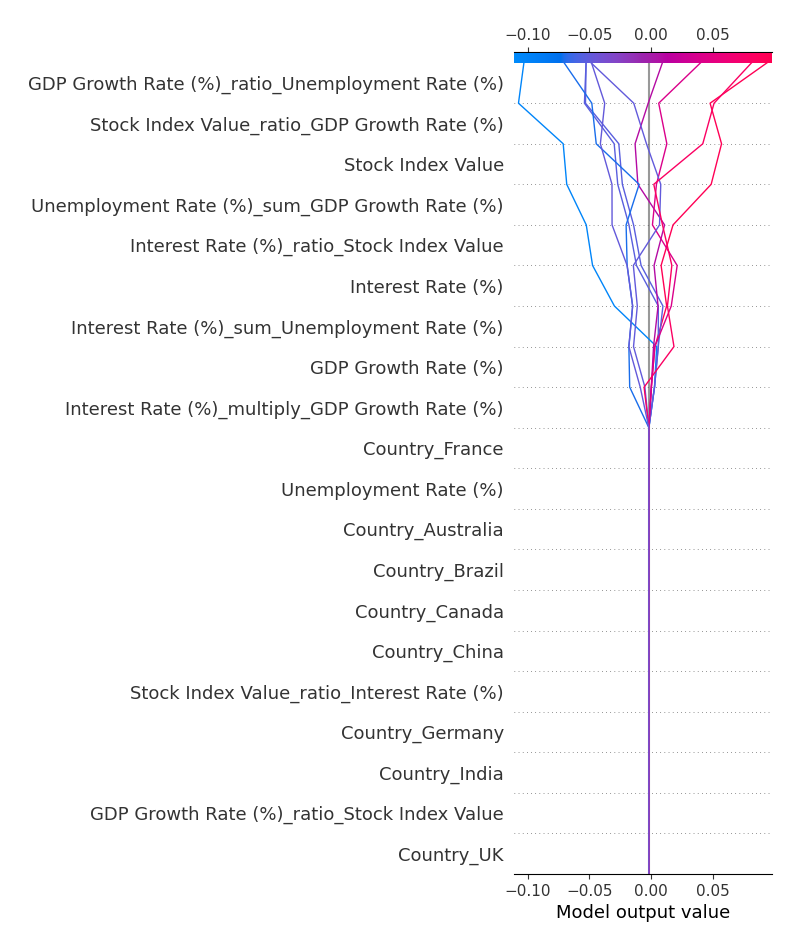 −0.10 −0.05 0.00 0.05
GDP Growth Rate (%)_ratio_Unemployment Rate (%)
Stock Index Value_ratio_GDP Growth Rate (%)
Stock Index Value
Unemployment Rate (%)_sum_GDP Growth Rate (%)
Interest Rate (%)_ratio_Stock Index Value
Interest Rate (%)
Interest Rate (%)_sum_Unemployment Rate (%)
GDP Growth Rate (%)
Interest Rate (%)_multiply_GDP Growth Rate (%)
Country_France
Unemployment Rate (%)
Country_Australia
Country_Brazil
Country_Canada
Country_China
Stock Index Value_ratio_Interest Rate (%)
Country_Germany
Country_India
GDP Growth Rate (%)_ratio_Stock Index Value
Country_UK
−0.10 −0.05 0.00 0.05
Model output value